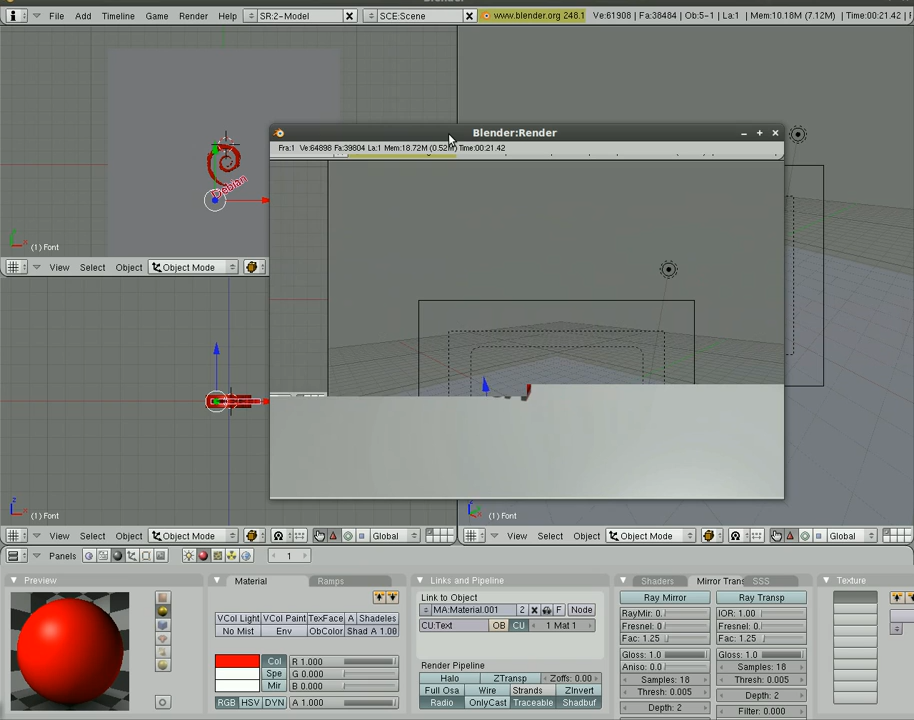 Blender
File Add Timeline Game Render Help SR:2-Model SCE:Scene www.blender.org 248.1 Ve:61908 | Fa:38484 | Ob:5-1 | La:1 | Mem:10.18M (7.12M) | Time:00:21.42 |
Blender:Render
Fra:1 Ve:64898 Fa:39804 La:1 Mem:18.72M (0.52M) Time:00:21.42
Debian
(1) Font
View Select Object Object Mode
(1) Font
(1) Font
View Select Object Object Mode Global
View Select Object Object Mode Global
Panels 1
Preview
Material Ramps
VCol Light VCol Paint TexFace A Shadeles
No Mist Env ObColor Shad A 1.00
Col R 1.000
Spe G 0.000
Mir B 0.000
RGB HSV DYN A 1.000
Links and Pipeline
Link to Object
MA:Material.001 2 F Node
CU:Text OB CU 1 Mat 1
Render Pipeline
Halo ZTransp Zoffs: 0.00
Full Osa Wire Strands ZInvert
Radio OnlyCast Traceable Shadbuf
Shaders Mirror Trans SSS
Ray Mirror Ray Transp
RayMir: 0. IOR: 1.00
Fresnel: 0. Fresnel: 0.
Fac: 1.25 Fac: 1.25
Gloss: 1.0 Gloss: 1.0
Aniso: 0.0 Samples: 18
Samples: 18 Thresh: 0.005
Thresh: 0.005 Depth: 2
Depth: 2 Filter: 0.000
Texture